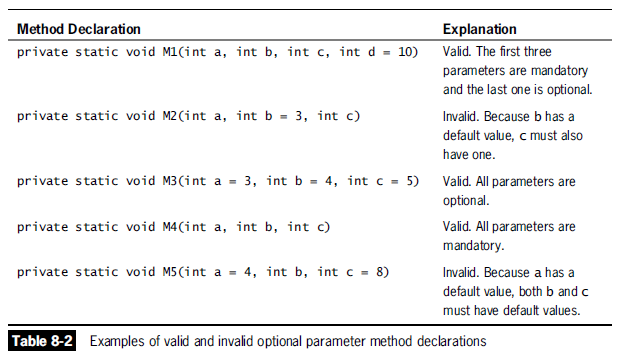 Method Declaration Explanation
private static void M1(int a, int b, int c, int d = 10) Valid. The first three
parameters are mandatory
and the last one is optional.
private static void M2(int a, int b = 3, int c) Invalid. Because b has a
default value, c must also
have one.
private static void M3(int a = 3, int b = 4, int c = 5) Valid. All parameters are
optional.
private static void M4(int a, int b, int c) Valid. All parameters are
mandatory.
private static void M5(int a = 4, int b, int c = 8) Invalid. Because a has a
default value, both b and c
must have default values.
Table 8-2 Examples of valid and invalid optional parameter method declarations